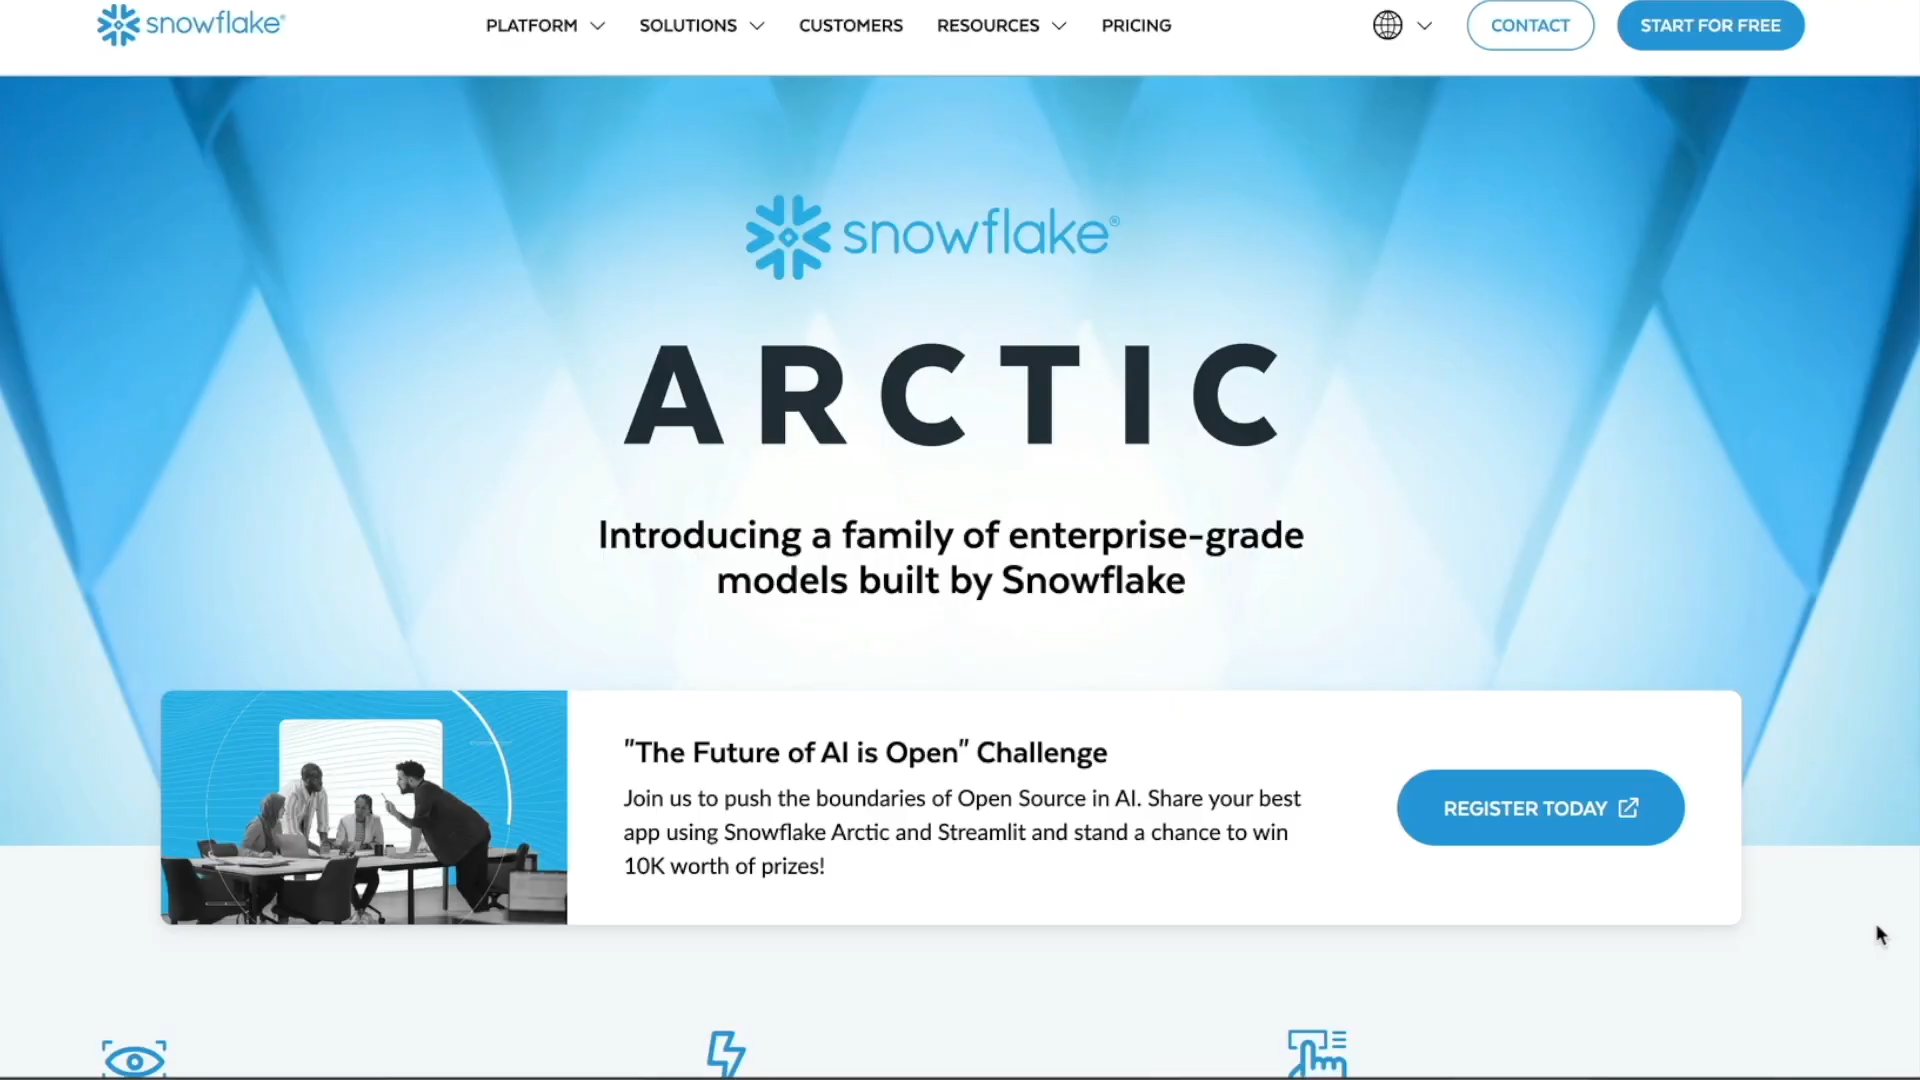 snowflake®
PLATFORM
SOLUTIONS
CUSTOMERS
RESOURCES
PRICING
CONTACT
START FOR FREE
snowflake®
ARCTIC
Introducing a family of enterprise-grade
models built by Snowflake
"The Future of AI is Open" Challenge
Join us to push the boundaries of Open Source in AI. Share your best
app using Snowflake Arctic and Streamlit and stand a chance to win
10K worth of prizes!
REGISTER TODAY